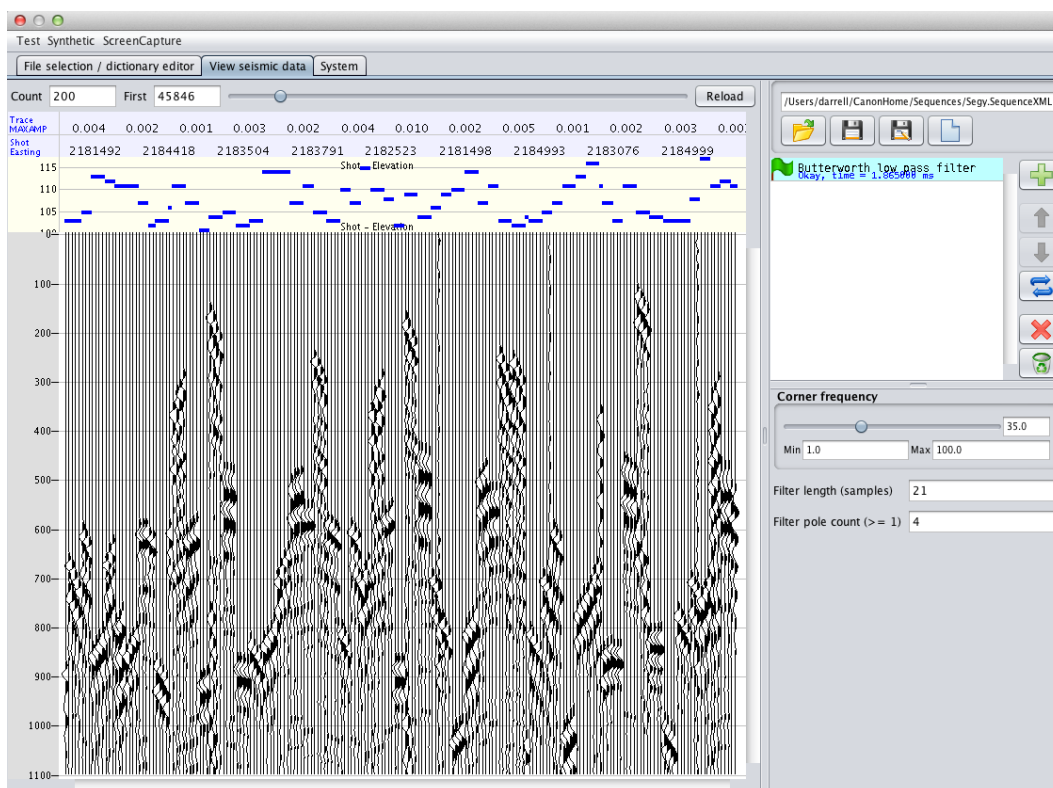 Test Synthetic ScreenCapture
File selection / dictionary editor View seismic data System
Count 200 First 45846 Reload
/Users/darrell/CanonHome/Sequences/Segy.SequenceXML
Trace
MAXAMP 0.004 0.002 0.001 0.003 0.002 0.004 0.010 0.002 0.005 0.001 0.002 0.003
Shot
Easting 2181492 2184418 2183504 2183791 2182523 2181498 2184993 2183076 2184999
Shot - Elevation
115
110
105
Shot - Elevation
100
200
300
400
500
600
700
800
900
1000
1100
Butterworth low pass filter
Okay, time = 1.865000 ms
Corner frequency
35.0
Min 1.0 Max 100.0
Filter length (samples) 21
Filter pole count (>= 1) 4